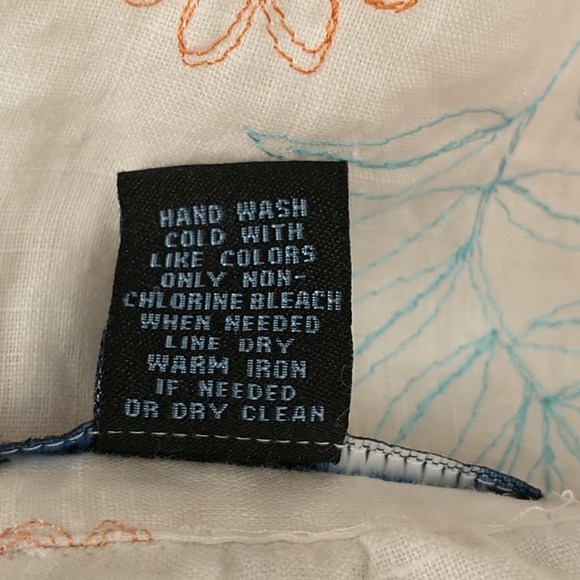 HAND WASH
COLD WITH
LIKE COLORS
ONLY NON-
CHLORINE BLEACH
WHEN NEEDED
LINE DRY
WARM IRON
IF NEEDED
OR DRY CLEAN